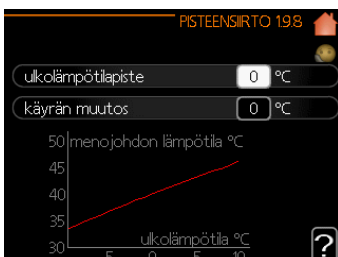 PISTEENSIIRTO 1.9.8
ulkolämpötilapiste 0 °C
käyrän muutos 0 °C
50 menojohdon lämpötila °C
45
40
35
ulkolämpötila °C
30
5 0 -5 -10
?